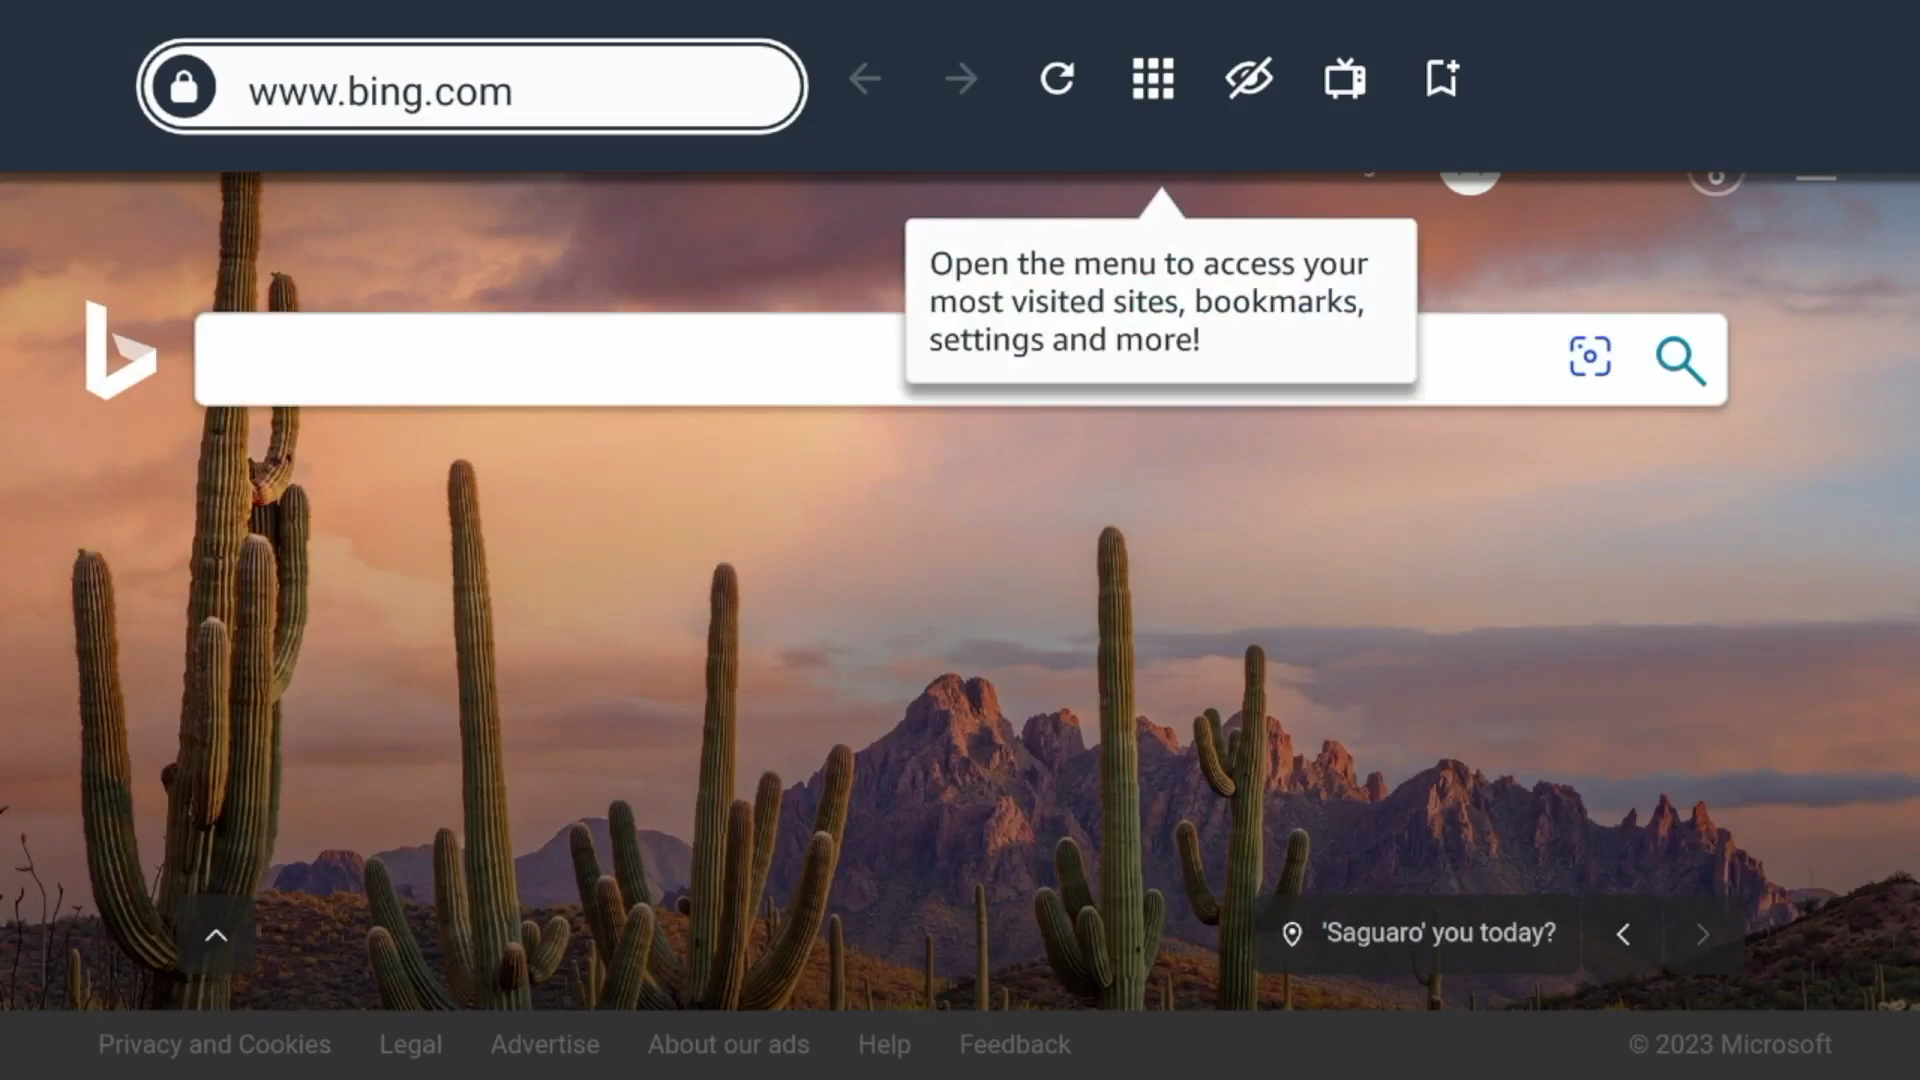 www.bing.com
Open the menu to access your
most visited sites, bookmarks,
settings and more!
'Saguaro' you today?
Privacy and Cookies Legal Advertise About our ads Help Feedback © 2023 Microsoft